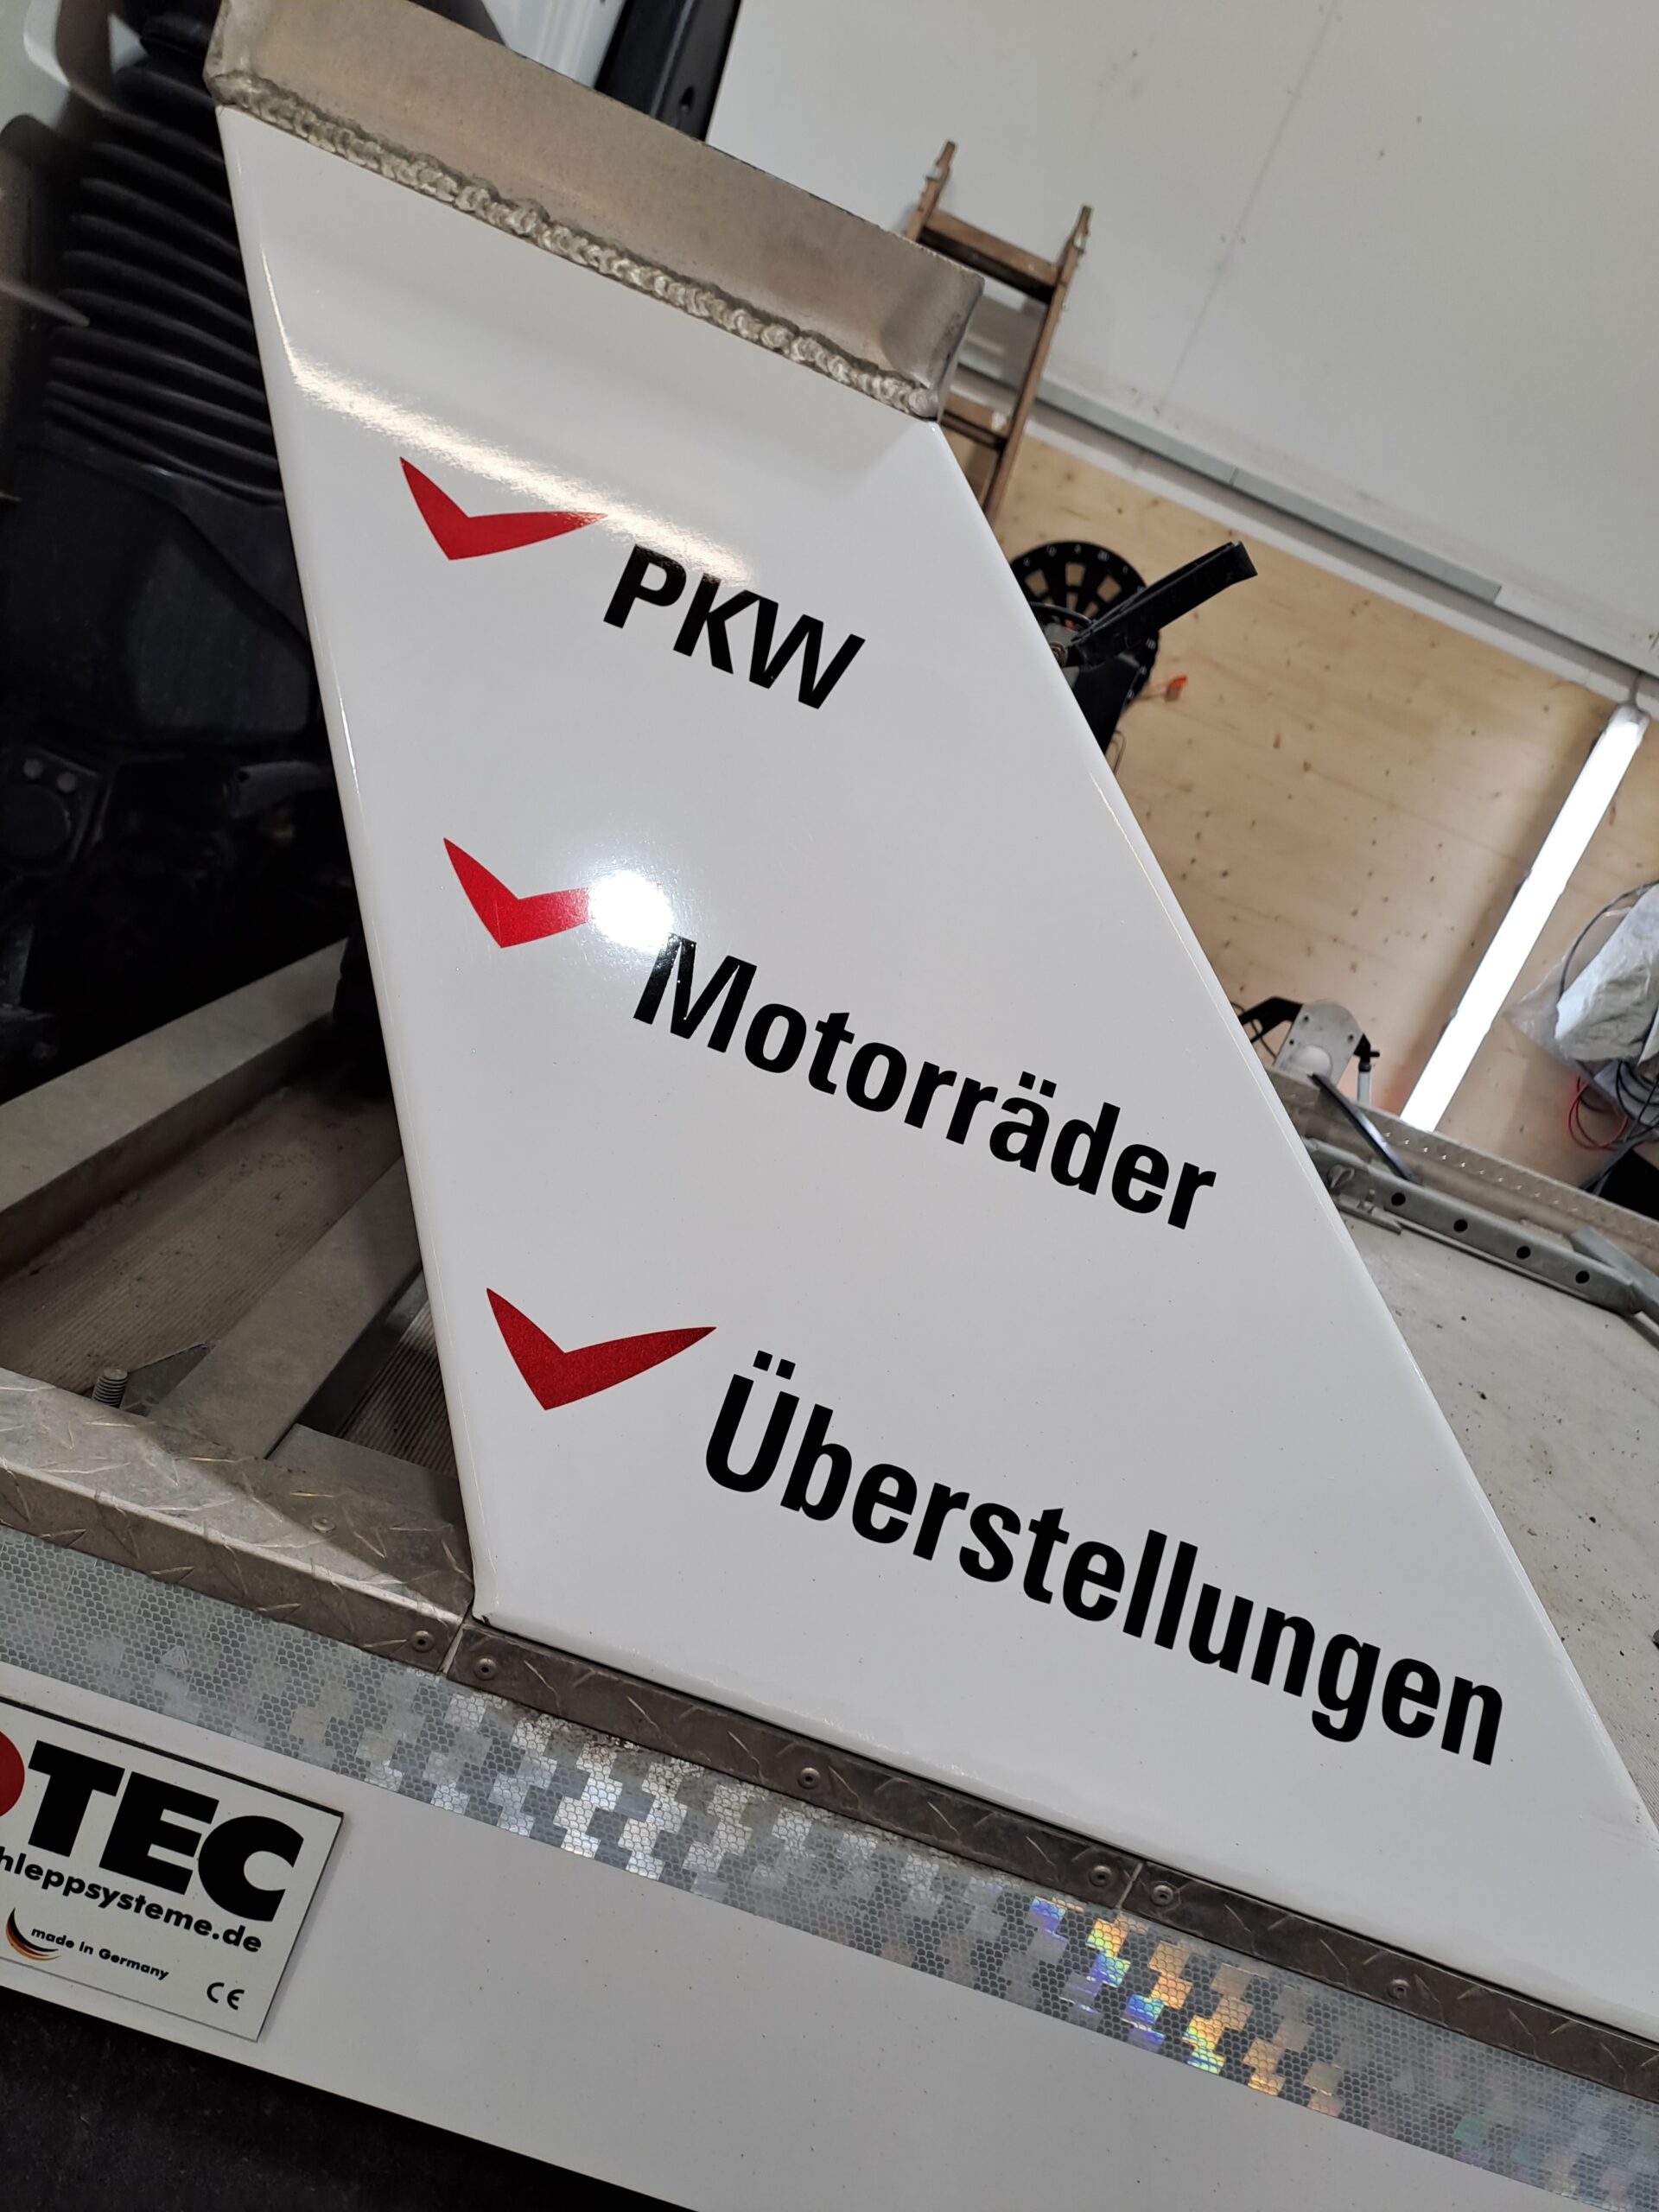 PKW
Motorräder
Überstellungen
TEC
made in Germany
CE